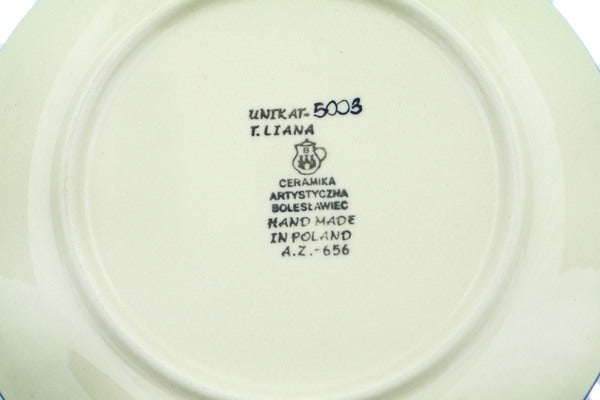 UNIKAT-5003
T. LIANA
B
CERAMIKA
ARTYSTYCZNA
BOLESŁAWIEC
HAND MADE
IN POLAND
A.Z.-656